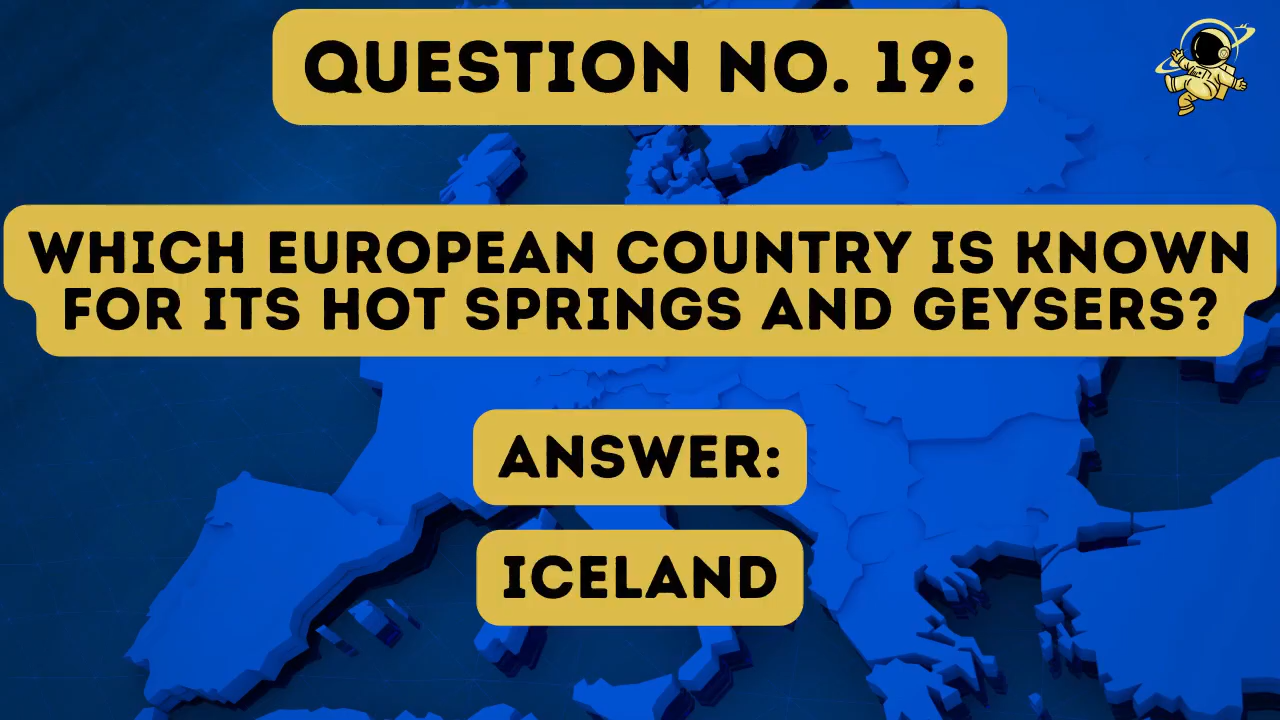 QUESTION NO. 19:
WHICH EUROPEAN COUNTRY IS KNOWN
FOR ITS HOT SPRINGS AND GEYSERS?
ANSWER:
ICELAND